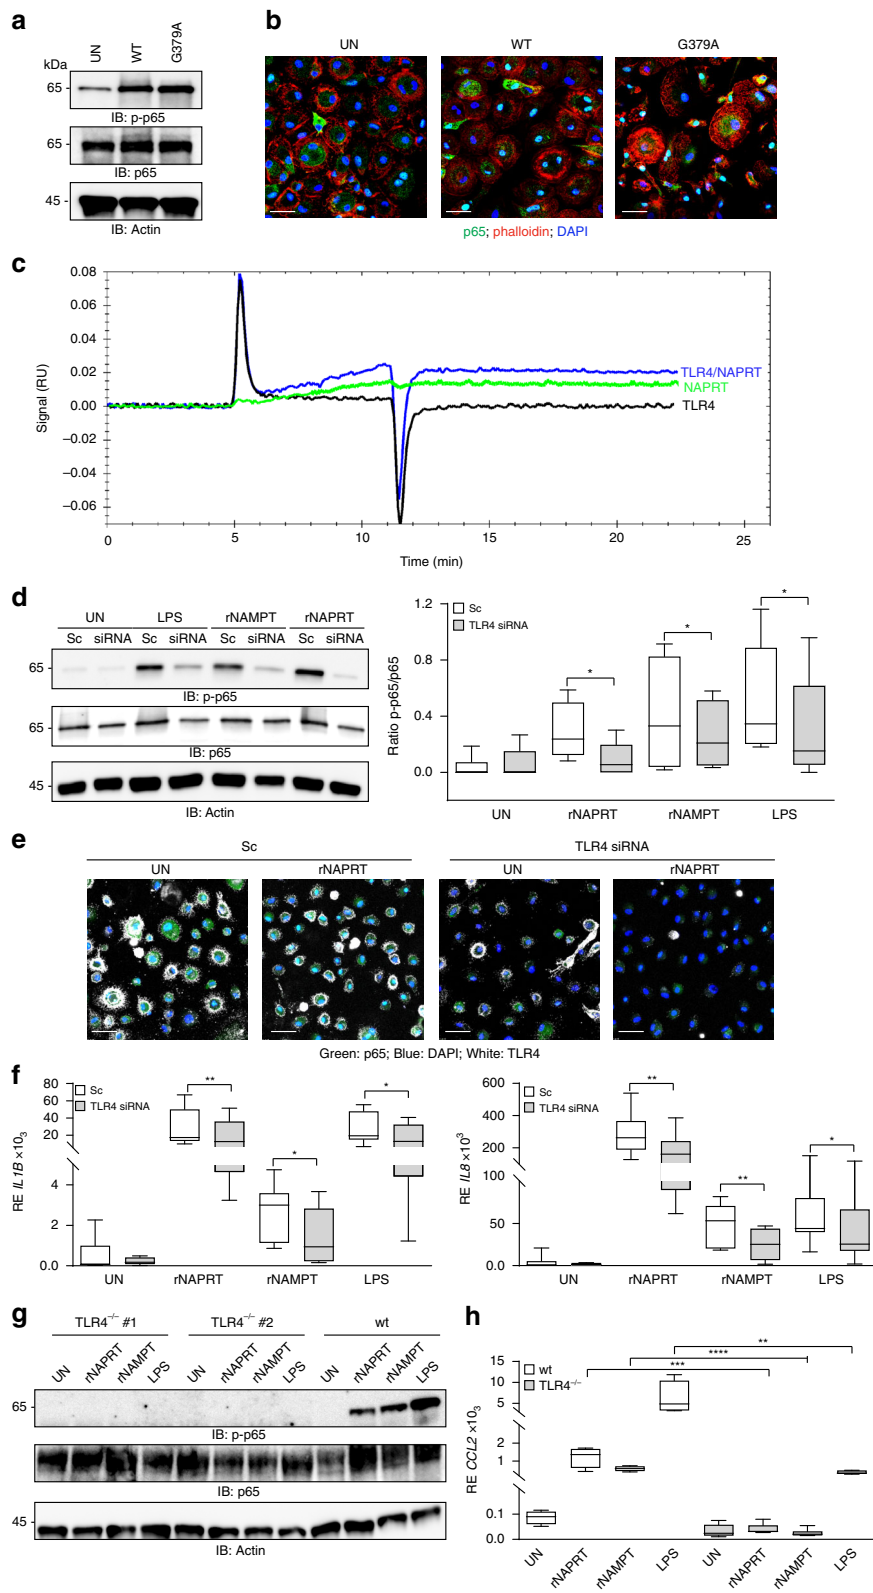 a
kDa
UN
WT
G379A
65
IB: p-p65
65
IB: p65
45
IB: Actin
b
UN
WT
G379A
p65; phalloidin; DAPI
c
Signal (RU)
0.08
0.06
0.04
0.02
0.00
−0.02
−0.04
−0.06
TLR4/NAPRT
NAPRT
TLR4
0 5 10 15 20 25
Time (min)
d
UN LPS rNAMPT rNAPRT
Sc siRNA Sc siRNA Sc siRNA Sc siRNA
65
IB: p-p65
65
IB: p65
45
IB: Actin
Ratio p-p65/p65
1.2
0.8
0.4
0.0
Sc
TLR4 siRNA
*
*
*
UN rNAPRT rNAMPT LPS
e
Sc TLR4 siRNA
UN rNAPRT UN rNAPRT
Green: p65; Blue: DAPI; White: TLR4
f
RE IL1B ×10₃
80
60
40
20
4
2
0.0
Sc
TLR4 siRNA
**
*
*
UN rNAPRT rNAMPT LPS
RE IL8 ×10³
600
400
200
100
50
0.0
Sc
TLR4 siRNA
**
**
*
UN rNAPRT rNAMPT LPS
g
TLR4⁻/⁻ #1 TLR4⁻/⁻ #2 wt
UN rNAPRT rNAMPT LPS UN rNAPRT rNAMPT LPS UN rNAPRT rNAMPT LPS
65
IB: p-p65
IB: p65
45
IB: Actin
h
RE CCL2 ×10₃
15
10
5
2
1
0.1
0.0
wt
TLR4⁻/⁻
**
****
***
UN rNAPRT rNAMPT LPS UN rNAPRT rNAMPT LPS